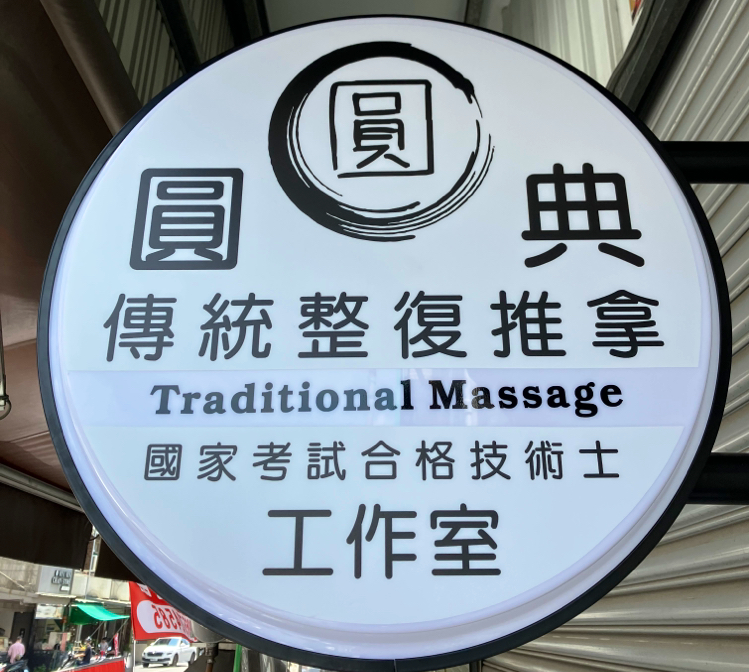 圓
圓典
傳統整復推拿
Traditional Massage
國家考試合格技術士
工作室